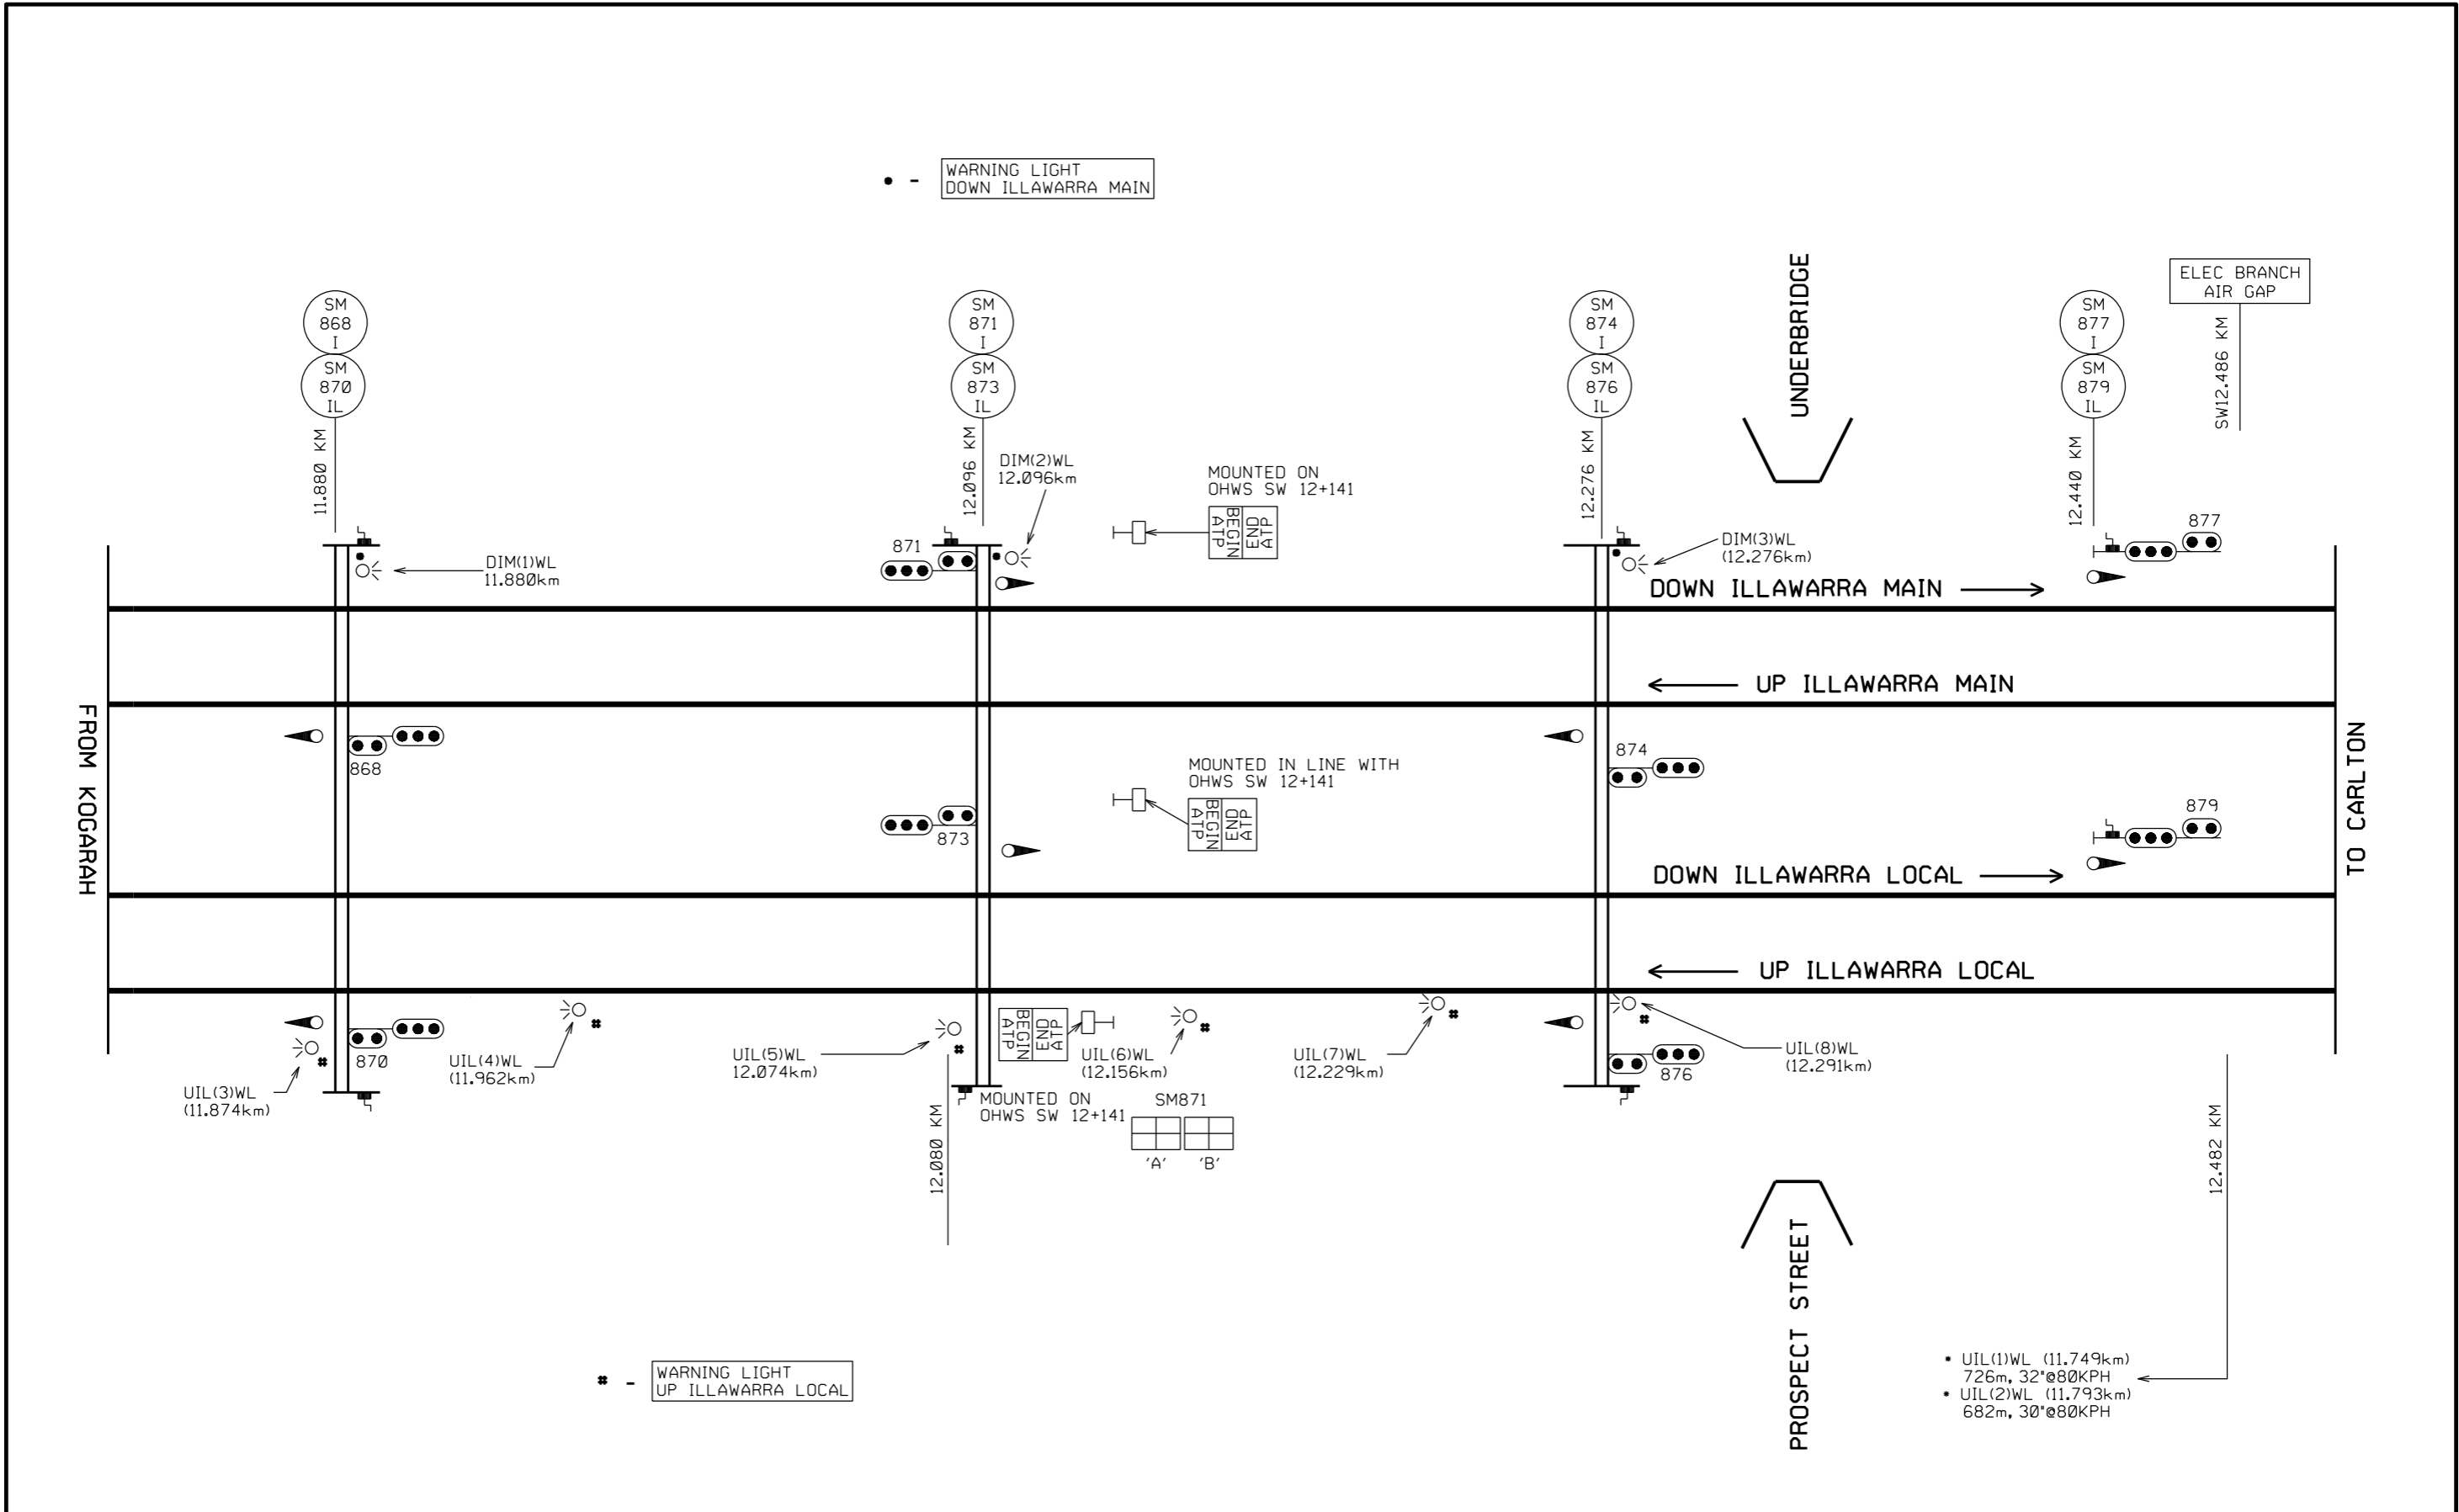 WARNING LIGHT
DOWN ILLAWARRA MAIN
SM
868
I
SM
870
IL
11.880 KM
SM
871
I
SM
873
IL
12.096 KM
SM
874
I
SM
876
IL
12.276 KM
UNDERBRIDGE
SM
877
I
SM
879
IL
12.440 KM
ELEC BRANCH
AIR GAP
SW12.486 KM
DIM(1)WL
11.880km
871
DIM(2)WL
12.096km
MOUNTED ON
OHWS SW 12+141
END
ATP
BEGIN
ATP
DIM(3)WL
(12.276km)
877
DOWN ILLAWARRA MAIN
UP ILLAWARRA MAIN
FROM KOGARAH
TO CARLTON
868
873
MOUNTED IN LINE WITH
OHWS SW 12+141
END
ATP
BEGIN
ATP
874
879
DOWN ILLAWARRA LOCAL
UP ILLAWARRA LOCAL
870
UIL(3)WL
(11.874km)
UIL(4)WL
(11.962km)
UIL(5)WL
12.074km)
END
ATP
BEGIN
ATP
MOUNTED ON
OHWS SW 12+141
UIL(6)WL
(12.156km)
UIL(7)WL
(12.229km)
876
UIL(8)WL
(12.291km)
12.080 KM
SM871
'A' 'B'
12.482 KM
PROSPECT STREET
WARNING LIGHT
UP ILLAWARRA LOCAL
* UIL(1)WL (11.749km)
726m, 32"@80KPH
* UIL(2)WL (11.793km)
682m, 30"@80KPH